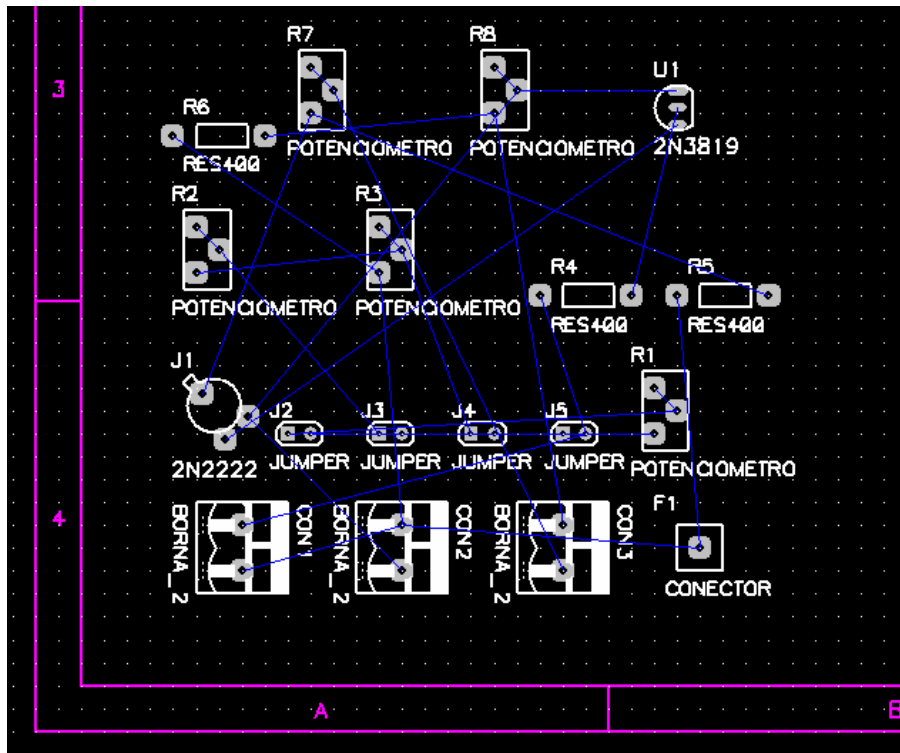 R7
R8
U1
3
R6
POTENCIOMETRO
POTENCIOMETRO
2N3819
RES400
R2
R3
R4
R5
POTENCIOMETRO
POTENCIOMETRO
RES400
RES400
J1
R1
J2
J3
J4
J5
2N2222
JUMPER
JUMPER
JUMPER
JUMPER
POTENCIOMETRO
4
BORNA_2
CON1
BORNA_2
CON2
BORNA_2
CON3
F1
CONECTOR
A
B